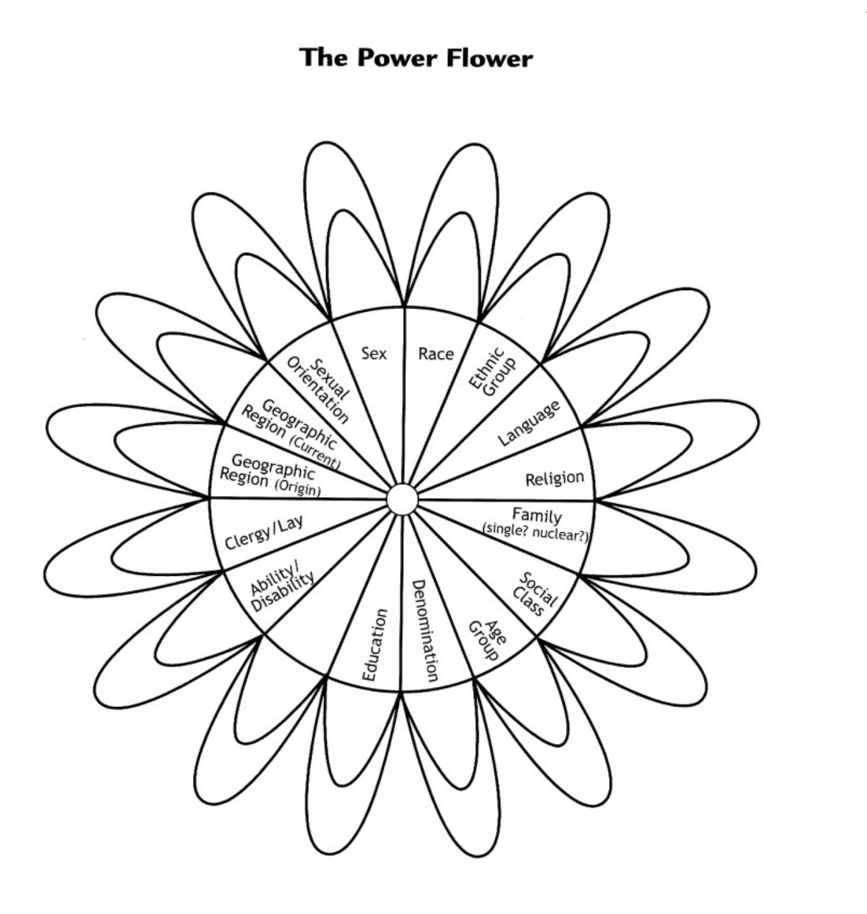 The Power Flower
Sex
Race
Ethnic
Group
Language
Religion
Family
(single? nuclear?)
Social
Class
Age
Group
Denomination
Education
Ability/
Disability
Clergy/Lay
Geographic
Region (Origin)
Geographic
Region (Current)
Sexual
Orientation